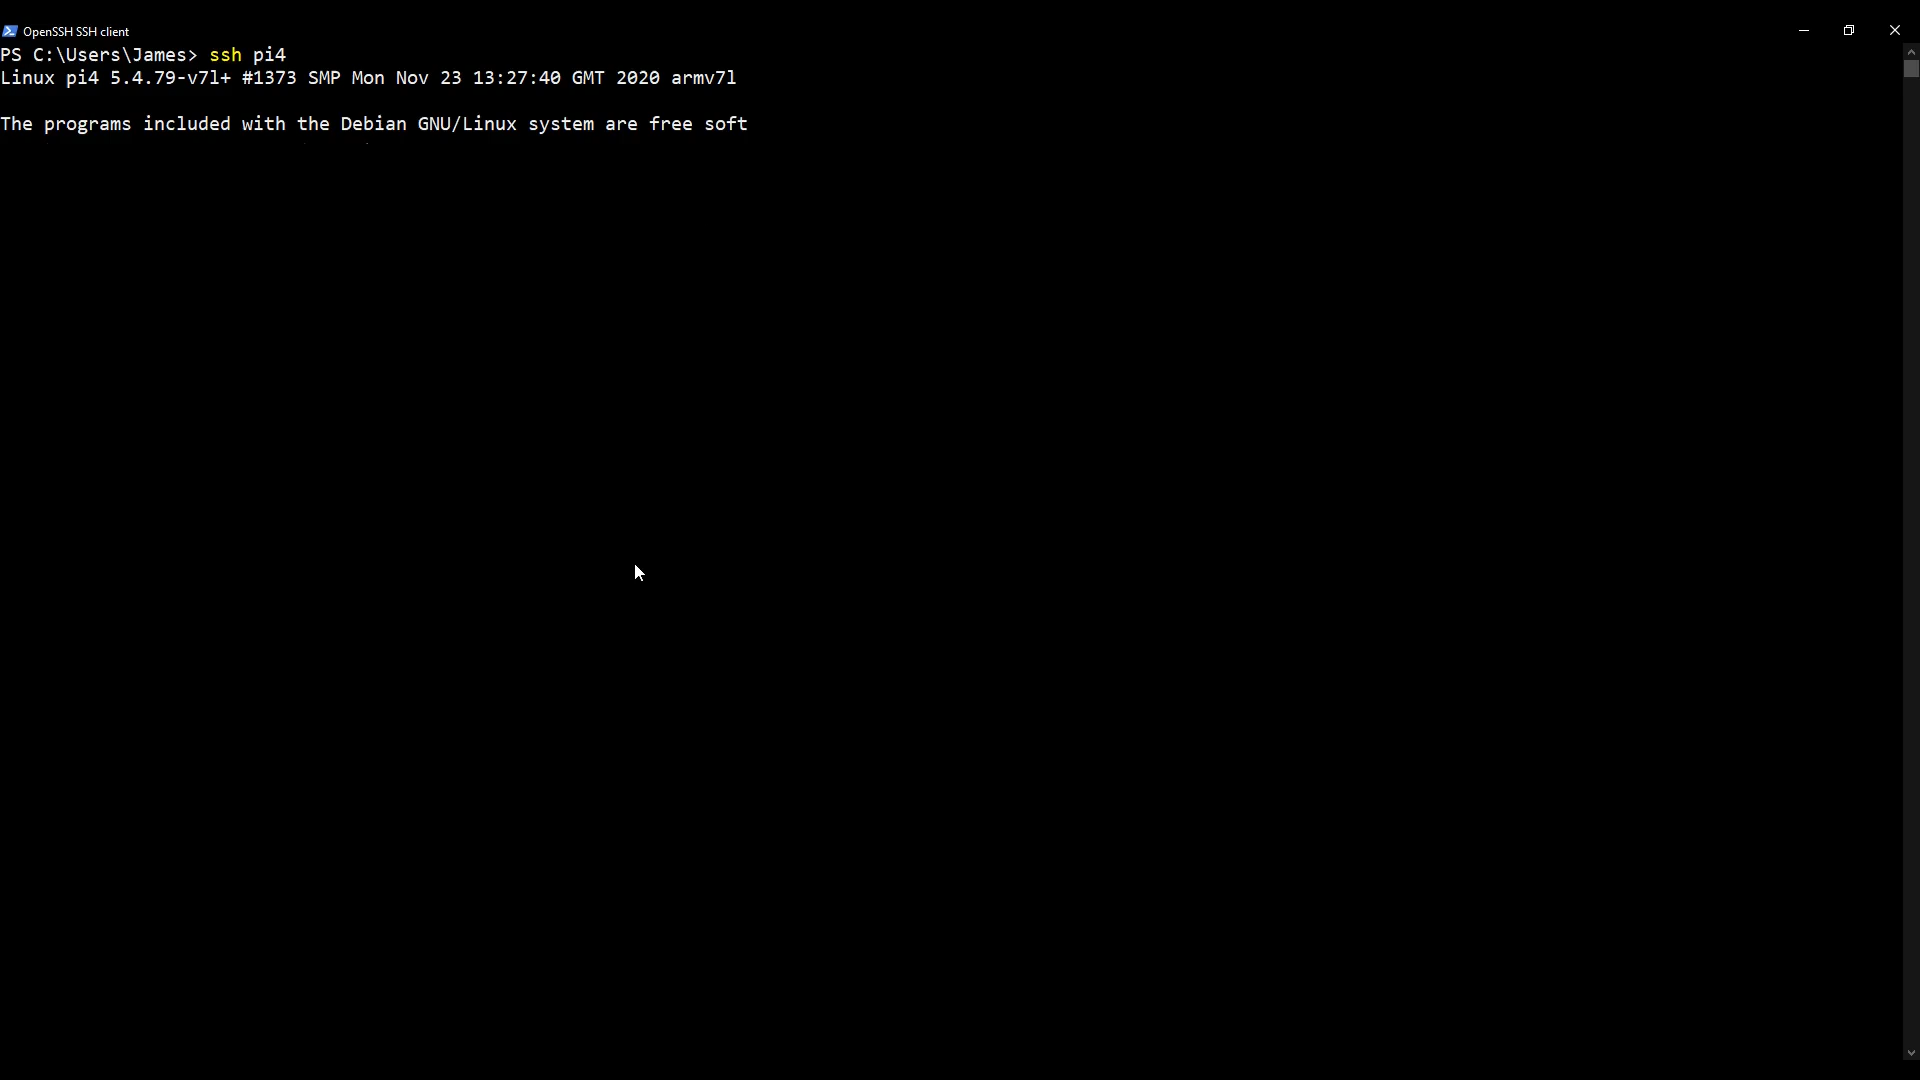 OpenSSH SSH client
PS C:\Users\James> ssh pi4
Linux pi4 5.4.79-v7l+ #1373 SMP Mon Nov 23 13:27:40 GMT 2020 armv7l
The programs included with the Debian GNU/Linux system are free soft